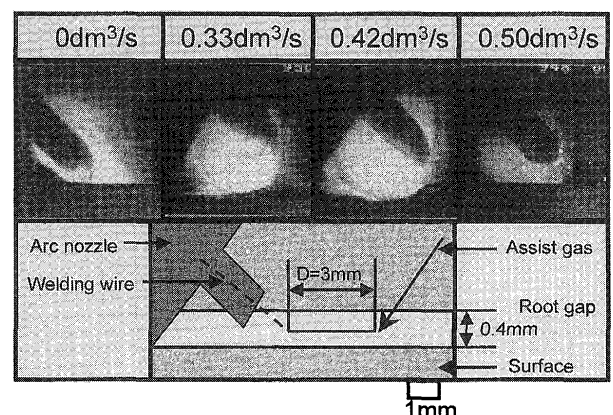 0dm³/s 0.33dm³/s 0.42dm³/s 0.50dm³/s
Arc nozzle
Assist gas
Welding wire
D=3mm
Root gap
0.4mm
Surface
1mm